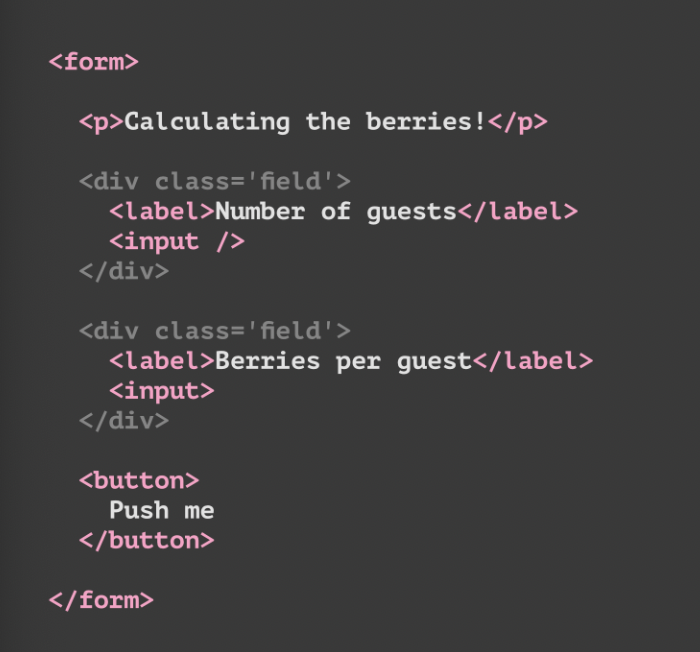 <form>
<p>Calculating the berries!</p>
<div class='field'>
<label>Number of guests</label>
<input />
</div>
<div class='field'>
<label>Berries per guest</label>
<input>
</div>
<button>
Push me
</button>
</form>